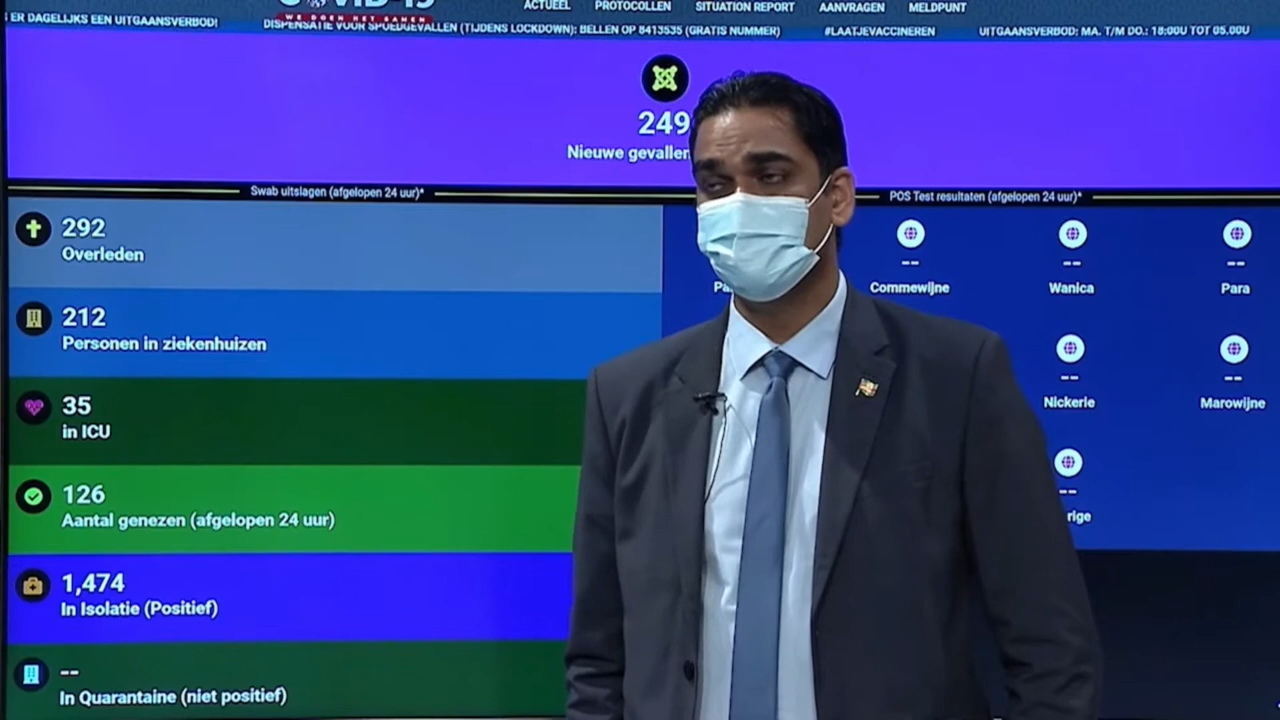 ACTUEEL PROTOCOLLEN SITUATION REPORT AANVRAGEN MELDPUNT
WE DOEN HET SAMEN
ER DAGELIJKS EEN UITGAANSVERBOD! DISPENSATIE VOOR SPOEDGEVALLEN (TIJDENS LOCKDOWN): BELLEN OP 8413535 (GRATIS NUMMER) #LAATJEVACCINEREN UITGAANSVERBOD: MA. T/M DO.: 18:00U TOT 05.00U
249
Nieuwe gevallen
Swab uitslagen (afgelopen 24 uur)*
POS Test resultaten (afgelopen 24 uur)*
292
Overleden
212
Personen in ziekenhuizen
35
in ICU
126
Aantal genezen (afgelopen 24 uur)
1,474
In Isolatie (Positief)
--
In Quarantaine (niet positief)
-- -- --
Commewijne Wanica Para
-- --
Nickerie Marowijne
--